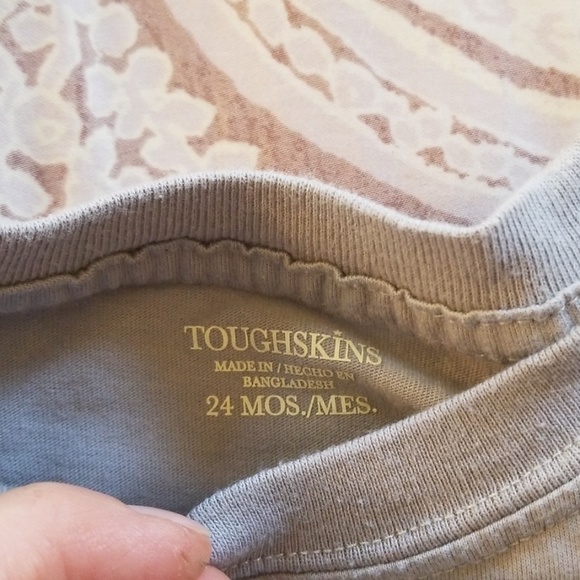 TOUGHSKINS
MADE IN / HECHO EN
BANGLADESH
24 MOS./MES.